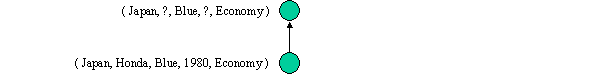 ( Japan, ?, Blue, ?, Economy )
( Japan, Honda, Blue, 1980, Economy )